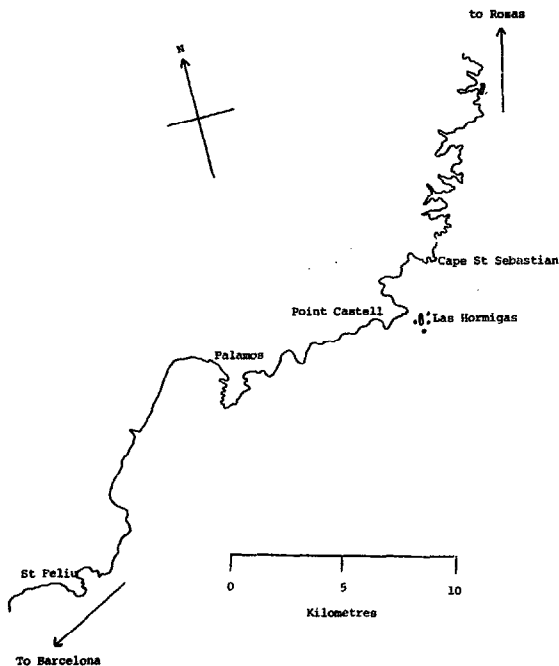 to Rosas
N
Cape St Sebastian
Point Castell
Las Hormigas
Palamos
St Feliu
0 5 10
Kilometres
To Barcelona